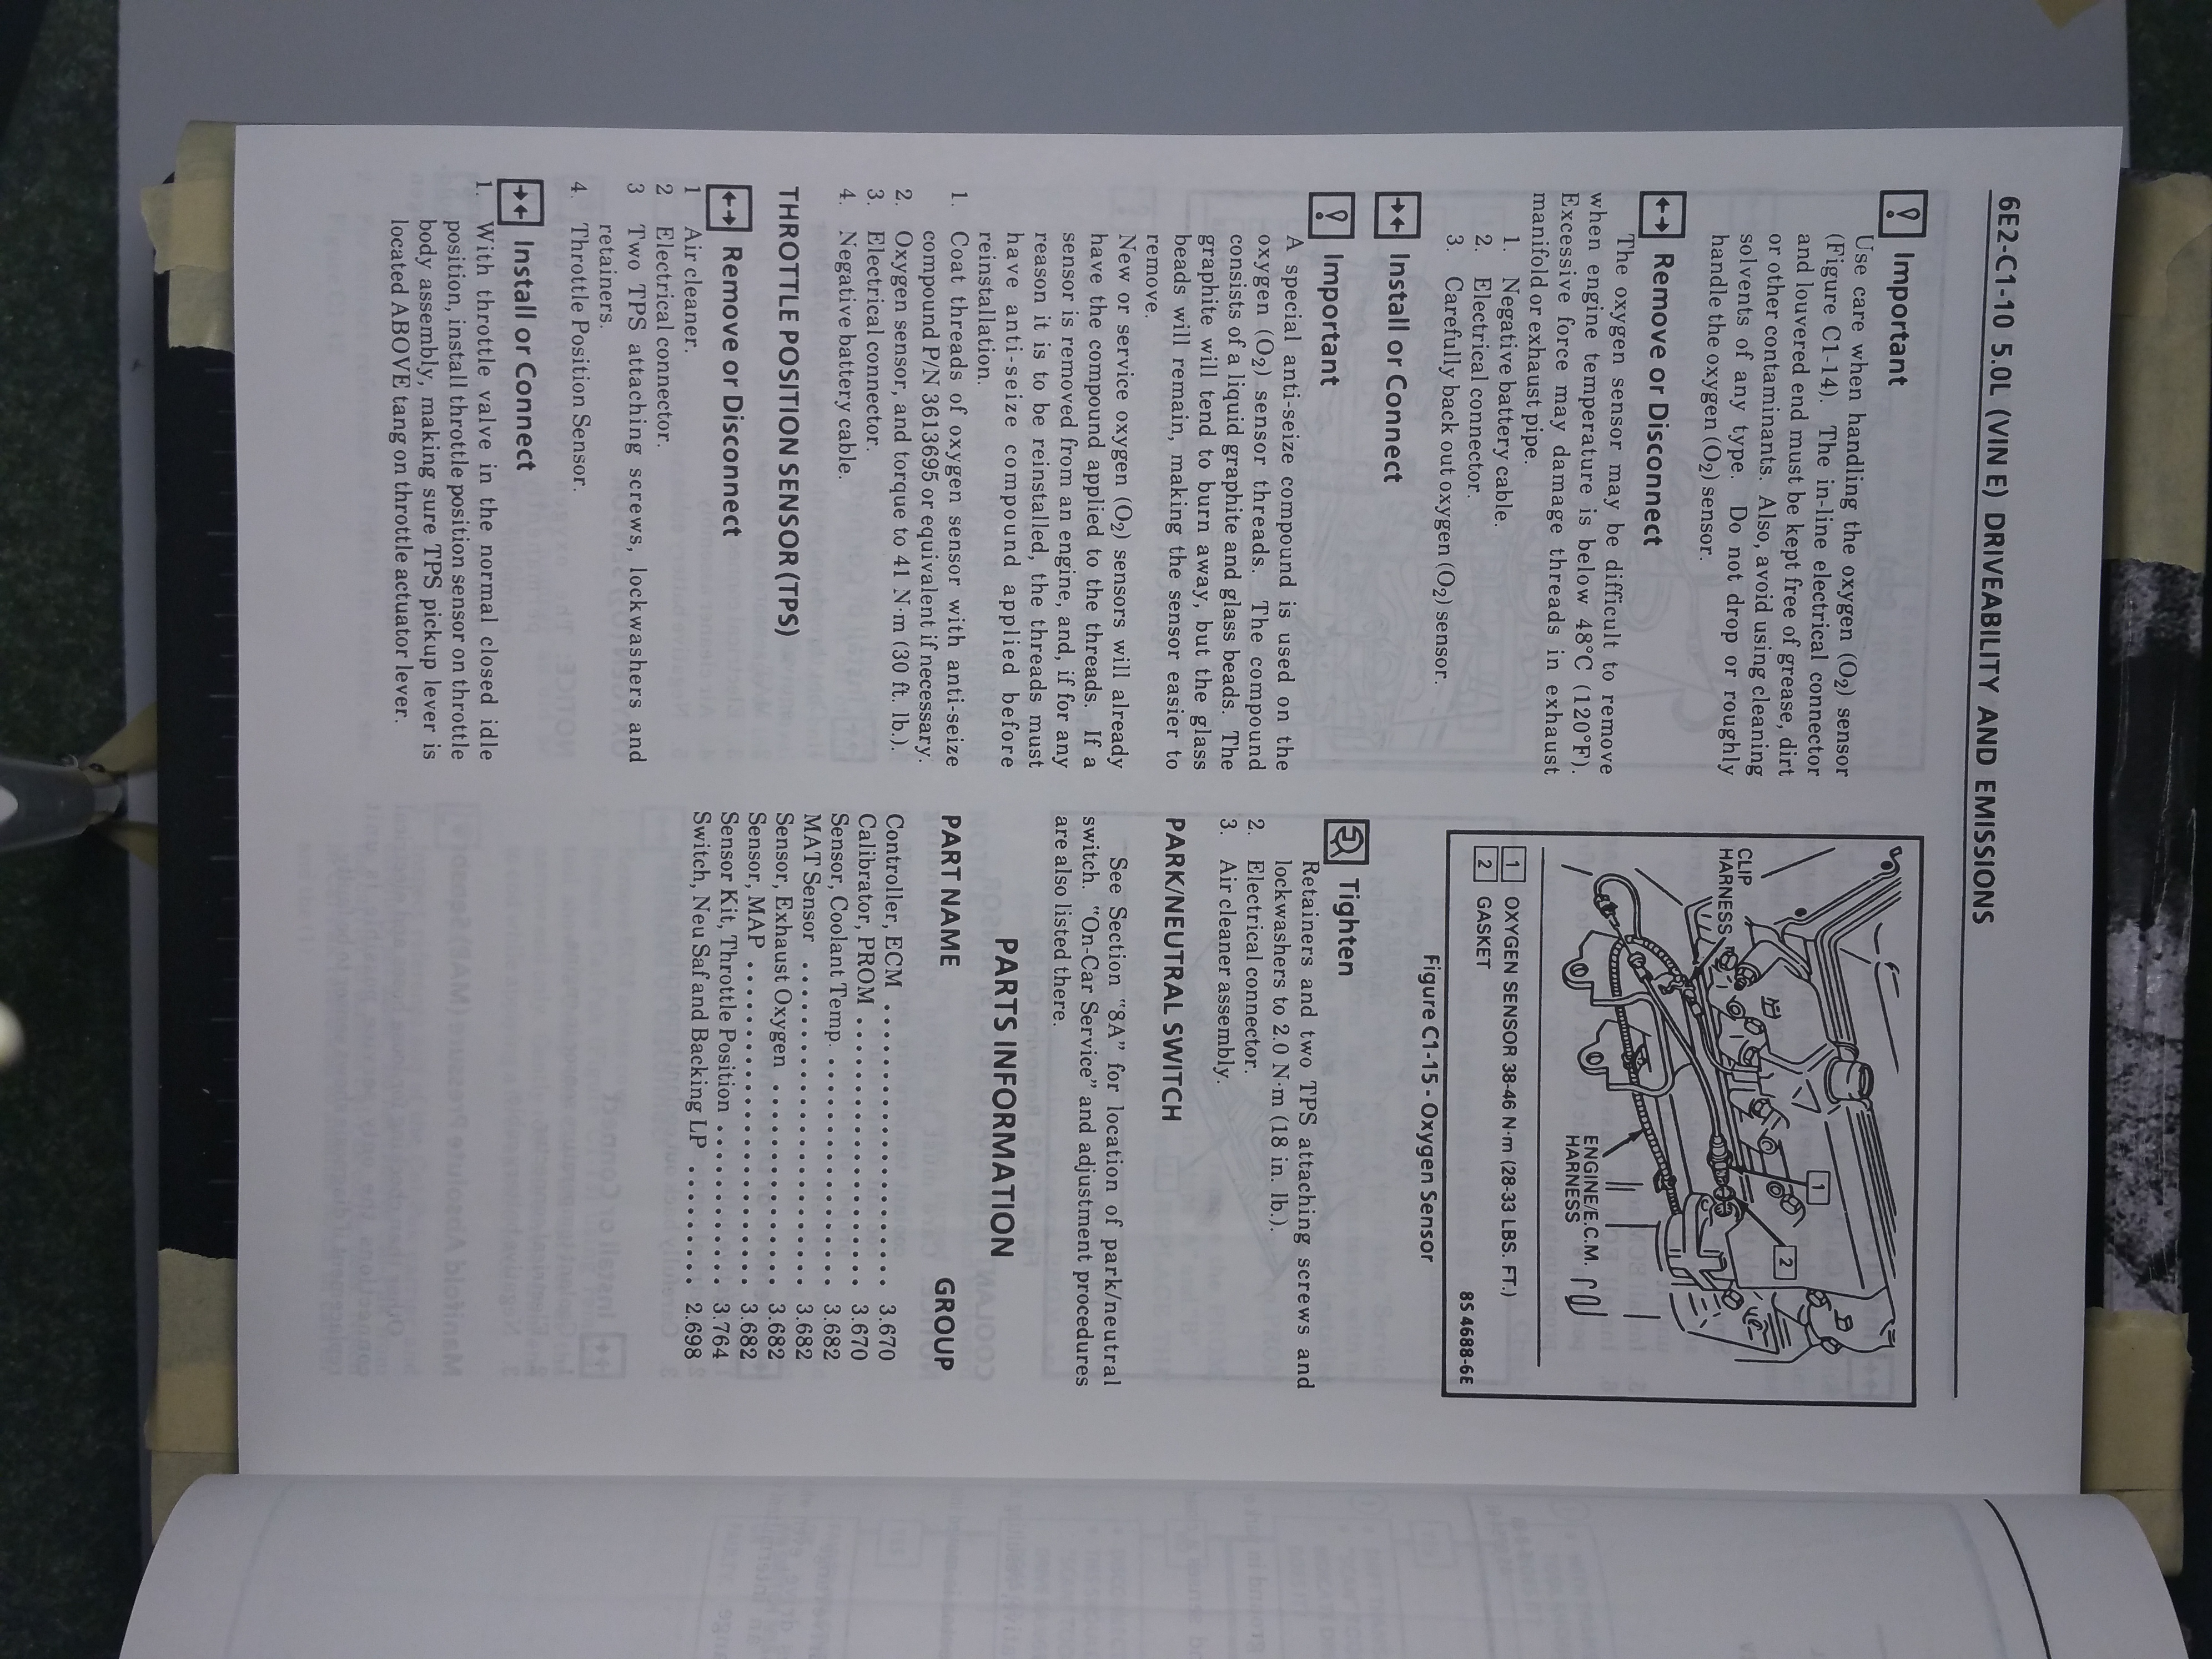 6E2-C1-10 5.0L (VIN E) DRIVEABILITY AND EMISSIONS
Important
Use care when handling the oxygen (O2) sensor
(Figure C1-14). The in-line electrical connector
and louvered end must be kept free of grease, dirt
or other contaminants. Also, avoid using cleaning
solvents of any type. Do not drop or roughly
handle the oxygen (O2) sensor.
Remove or Disconnect
The oxygen sensor may be difficult to remove
when engine temperature is below 48°C (120°F).
Excessive force may damage threads in exhaust
manifold or exhaust pipe.
1. Negative battery cable.
2. Electrical connector.
3. Carefully back out oxygen (O2) sensor.
Install or Connect
Important
A special anti-seize compound is used on the
oxygen (O2) sensor threads. The compound
consists of a liquid graphite and glass beads. The
graphite will tend to burn away, but the glass
beads will remain, making the sensor easier to
remove.
New or service oxygen (O2) sensors will already
have the compound applied to the threads. If a
sensor is removed from an engine, and, if for any
reason it is to be reinstalled, the threads must
have anti-seize compound applied before
reinstallation.
1. Coat threads of oxygen sensor with anti-seize
compound P/N 3613695 or equivalent if necessary.
2. Oxygen sensor, and torque to 41 N·m (30 ft. lb.).
3. Electrical connector.
4. Negative battery cable.
THROTTLE POSITION SENSOR (TPS)
Remove or Disconnect
1 Air cleaner.
2 Electrical connector.
3 Two TPS attaching screws, lockwashers and
retainers.
4. Throttle Position Sensor.
Install or Connect
1. With throttle valve in the normal closed idle
position, install throttle position sensor on throttle
body assembly, making sure TPS pickup lever is
located ABOVE tang on throttle actuator lever.
CLIP
HARNESS
1
2
ENGINE/E.C.M.
HARNESS
1 OXYGEN SENSOR 38-46 N·m (28-33 LBS. FT.)
2 GASKET
8S 4688-6E
Figure C1-15 - Oxygen Sensor
Tighten
Retainers and two TPS attaching screws and
lockwashers to 2.0 N·m (18 in. lb.).
2. Electrical connector.
3. Air cleaner assembly.
PARK/NEUTRAL SWITCH
See Section "8A" for location of park/neutral
switch. "On-Car Service" and adjustment procedures
are also listed there.
PARTS INFORMATION
PART NAME GROUP
Controller, ECM . . . . . . . . . . . . . . . . . . . . 3.670
Calibrator, PROM . . . . . . . . . . . . . . . . . . . 3.670
Sensor, Coolant Temp. . . . . . . . . . . . . . . . . 3.682
MAT Sensor . . . . . . . . . . . . . . . . . . . . . . . 3.682
Sensor, Exhaust Oxygen . . . . . . . . . . . . . . 3.682
Sensor, MAP . . . . . . . . . . . . . . . . . . . . . . . 3.682
Sensor Kit, Throttle Position . . . . . . . . . . . 3.764
Switch, Neu Saf and Backing LP . . . . . . . . 2.698